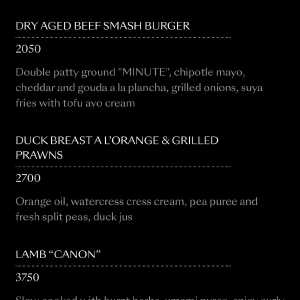 DRY AGED BEEF SMASH BURGER
2050
Double patty ground "MINUTE", chipotle mayo,
cheddar and gouda a la plancha, grilled onions, suya
fries with tofu avo cream
DUCK BREAST A L'ORANGE & GRILLED
PRAWNS
2700
Orange oil, watercress cress cream, pea puree and
fresh split peas, duck jus
LAMB “CANON”
3750